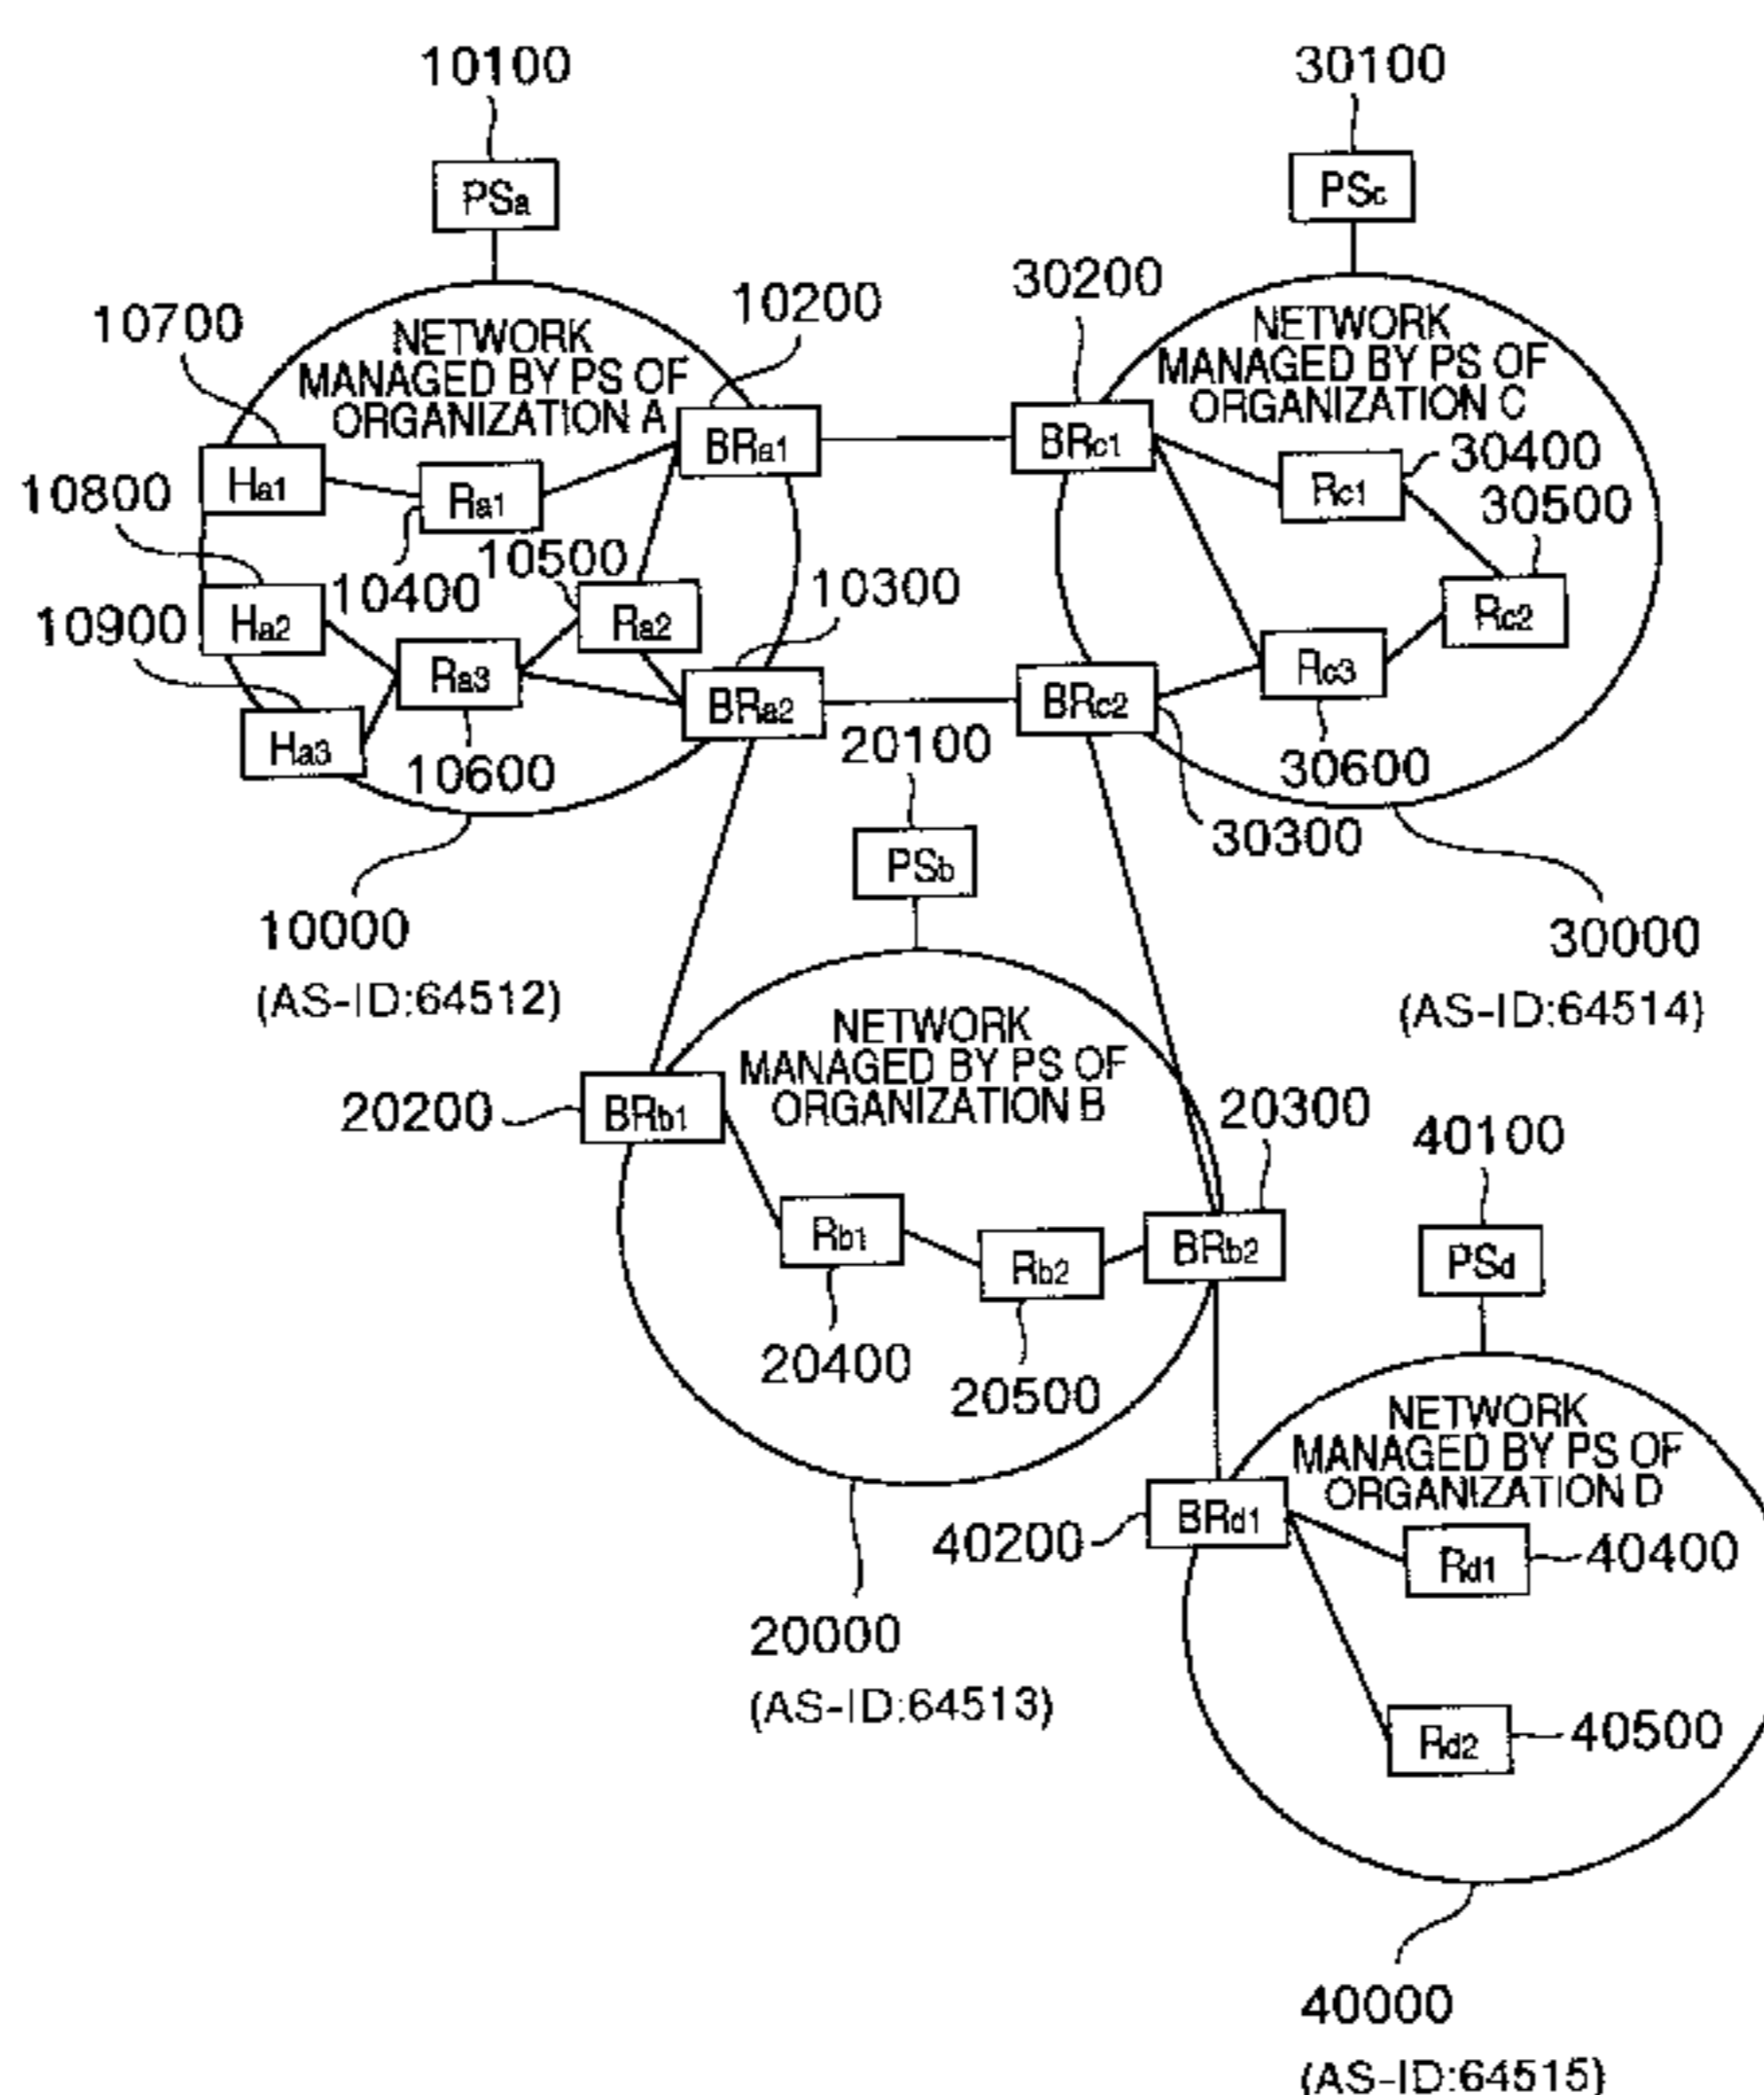 10100
30100
PSa
PSc
10700
10200
30200
NETWORK
MANAGED BY PS OF
ORGANIZATION A
NETWORK
MANAGED BY PS OF
ORGANIZATION C
10800
Ha1
Ra1
BRa1
BRc1
Rc1
30400
30500
10400
10500
10300
10900
Ha2
Ra2
Rc2
Ra3
Rc3
Ha3
BRa2
BRc2
10600
20100
30600
30300
PSb
10000
(AS-ID:64512)
30000
(AS-ID:64514)
NETWORK
MANAGED BY PS OF
ORGANIZATION B
20200
BRb1
20300
40100
Rb1
Rb2
BRb2
PSd
20400
20500
NETWORK
MANAGED BY PS OF
ORGANIZATION D
40200
BRd1
Rd1
40400
20000
(AS-ID:64513)
Rd2
40500
40000
(AS-ID:64515)